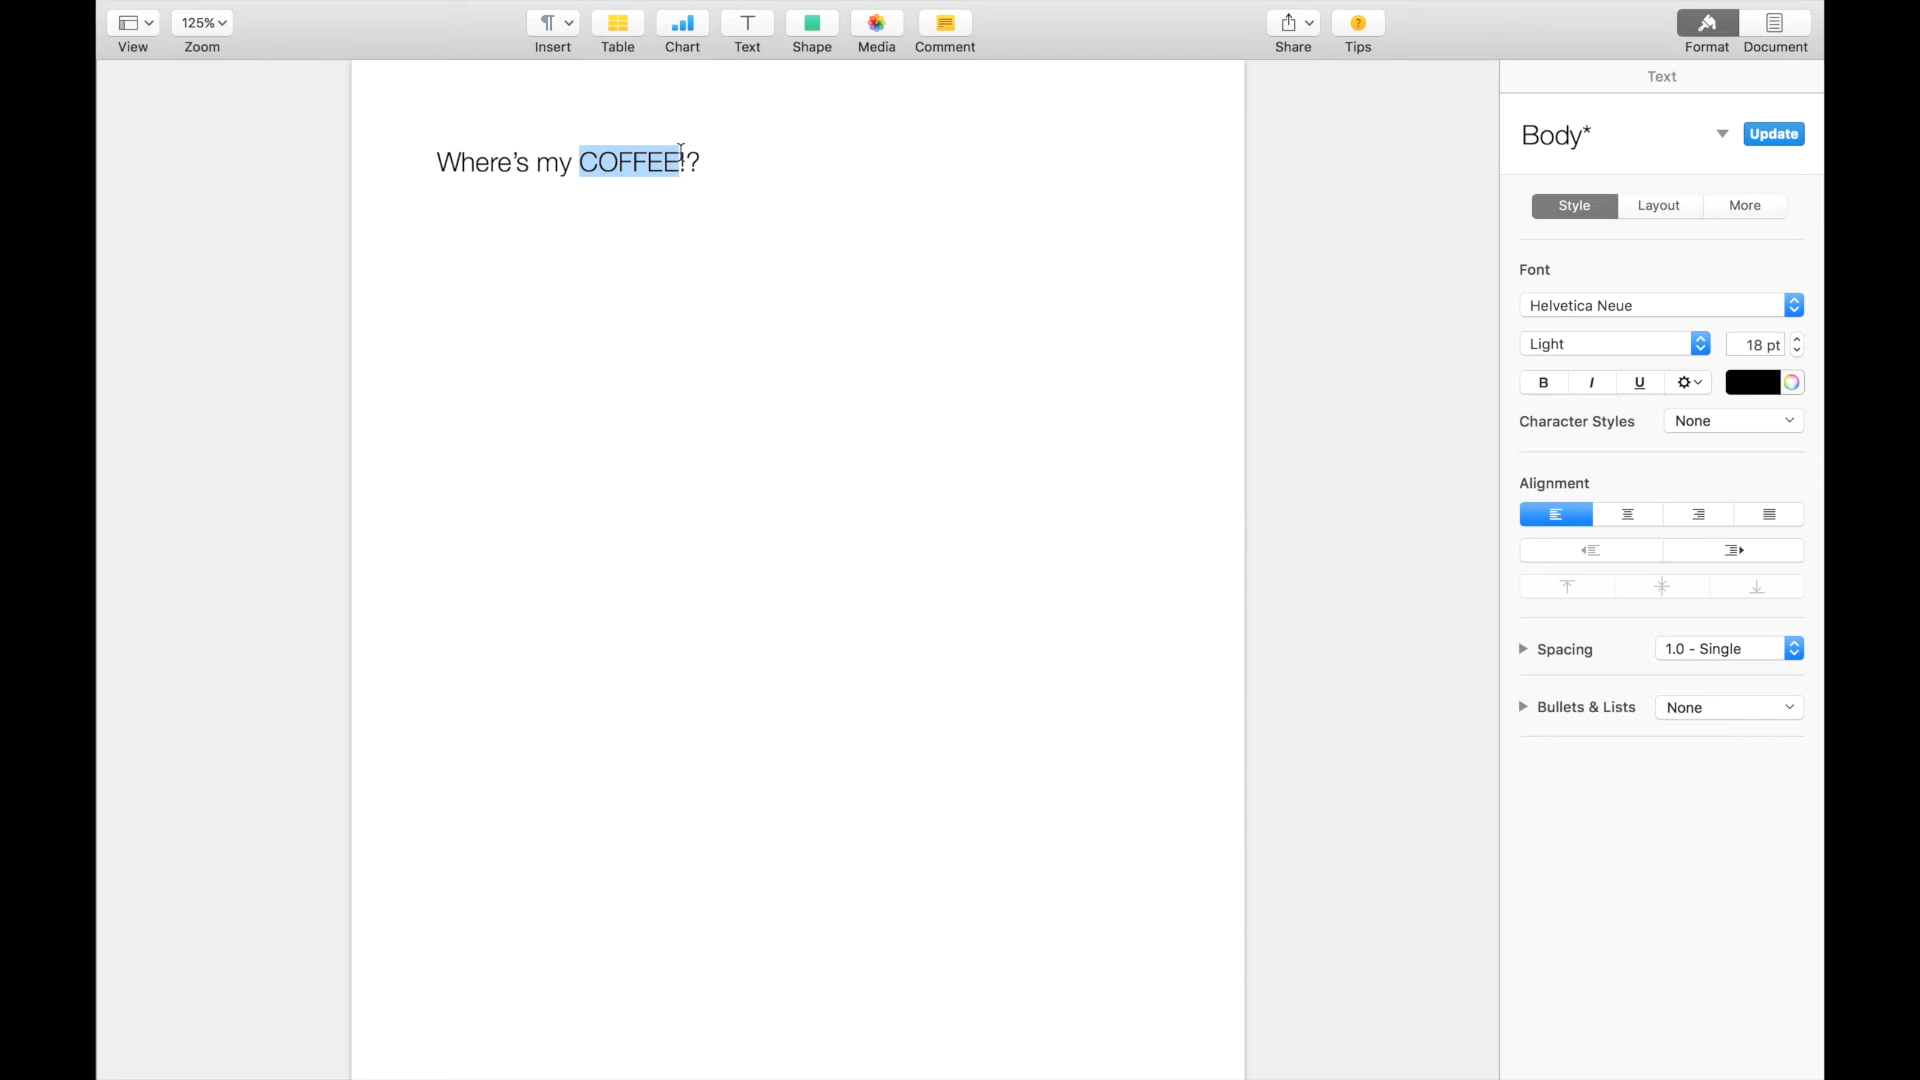 125%
View
Zoom
Insert
Table
Chart
Text
Shape
Media
Comment
Share
Tips
Format
Document
Where’s my COFFEE!?
Text
Body*
Update
Style
Layout
More
Font
Helvetica Neue
Light
18 pt
B I U
Character Styles
None
Alignment
Spacing
1.0 - Single
Bullets & Lists
None